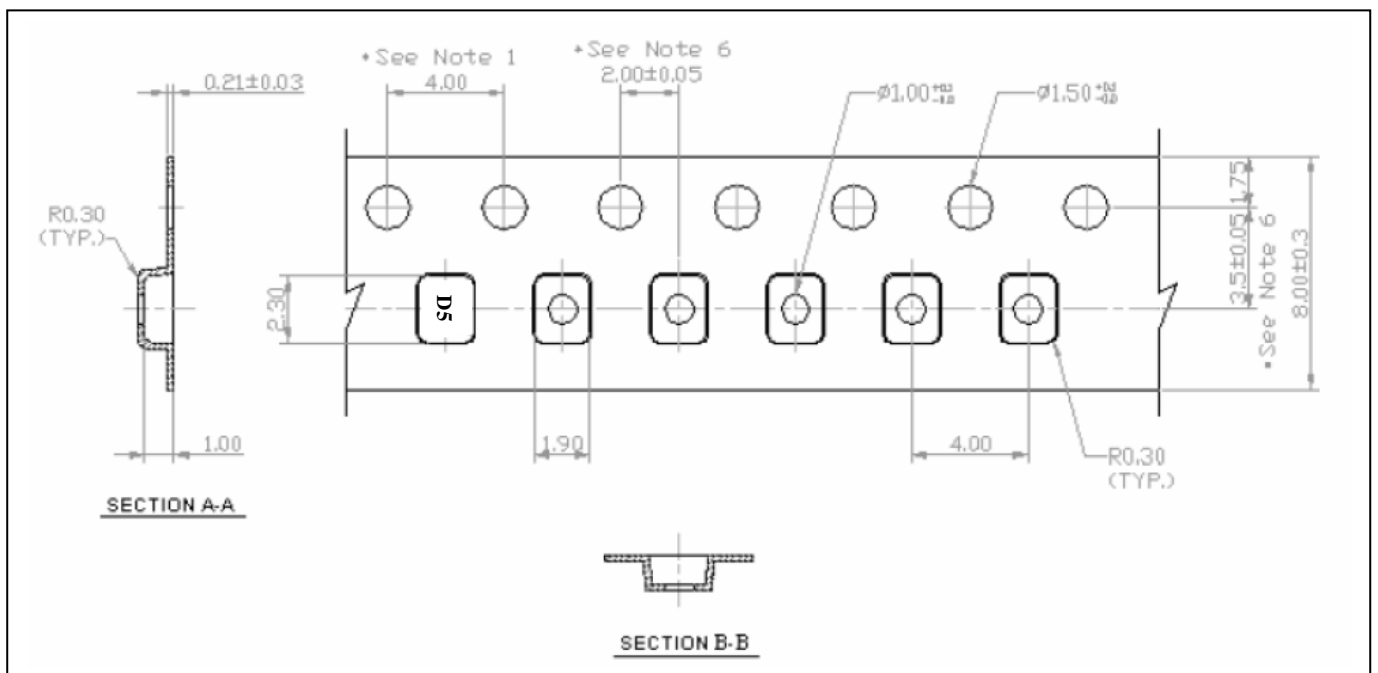 *See Note 1
*See Note 6
0.21±0.03
4.00
2.00±0.05
Ø1.00
Ø1.50
1.75
R0.30
(TYP.)
3.5±0.05
*See Note 6
8.00±0.3
2.30
D5
1.00
1.90
4.00
R0.30
(TYP.)
SECTION A-A
SECTION B-B